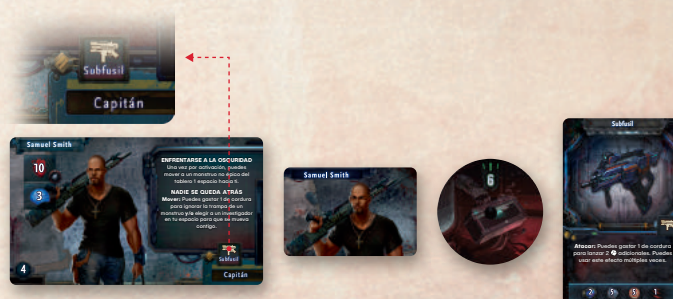 Subfusil
Capitán
Samuel Smith
10
3
ENFRENTARSE A LA OSCURIDAD
Una vez por activación, puedes
mover a un monstruo no épico del
tablero 1 espacio hacia ti.
NADIE SE QUEDA ATRÁS
Mover: Puedes gastar 1 de cordura
para ignorar la trampa de un
monstruo y/o elegir a un investigador
en tu espacio para que se mueva
contigo.
Subfusil
4
Capitán
Samuel Smith
6
Subfusil
Atacar: Puedes gastar 1 de cordura
para lanzar 2 adicionales. Puedes
usar este efecto múltiples veces.
2 5 5 1